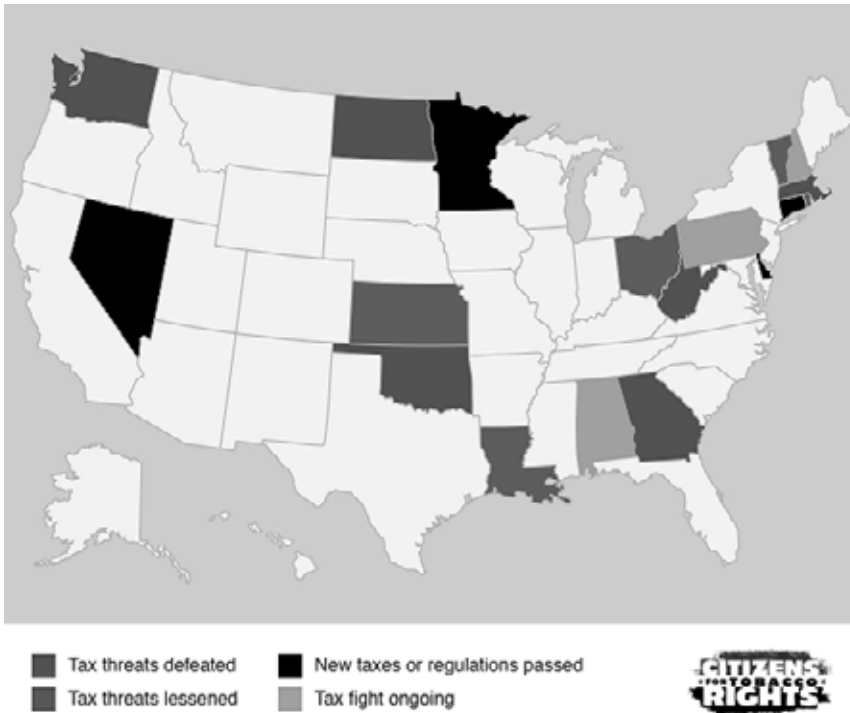 Tax threats defeated
New taxes or regulations passed
Tax threats lessened
Tax fight ongoing
CITIZENS
FOR TOBACCO
RIGHTS